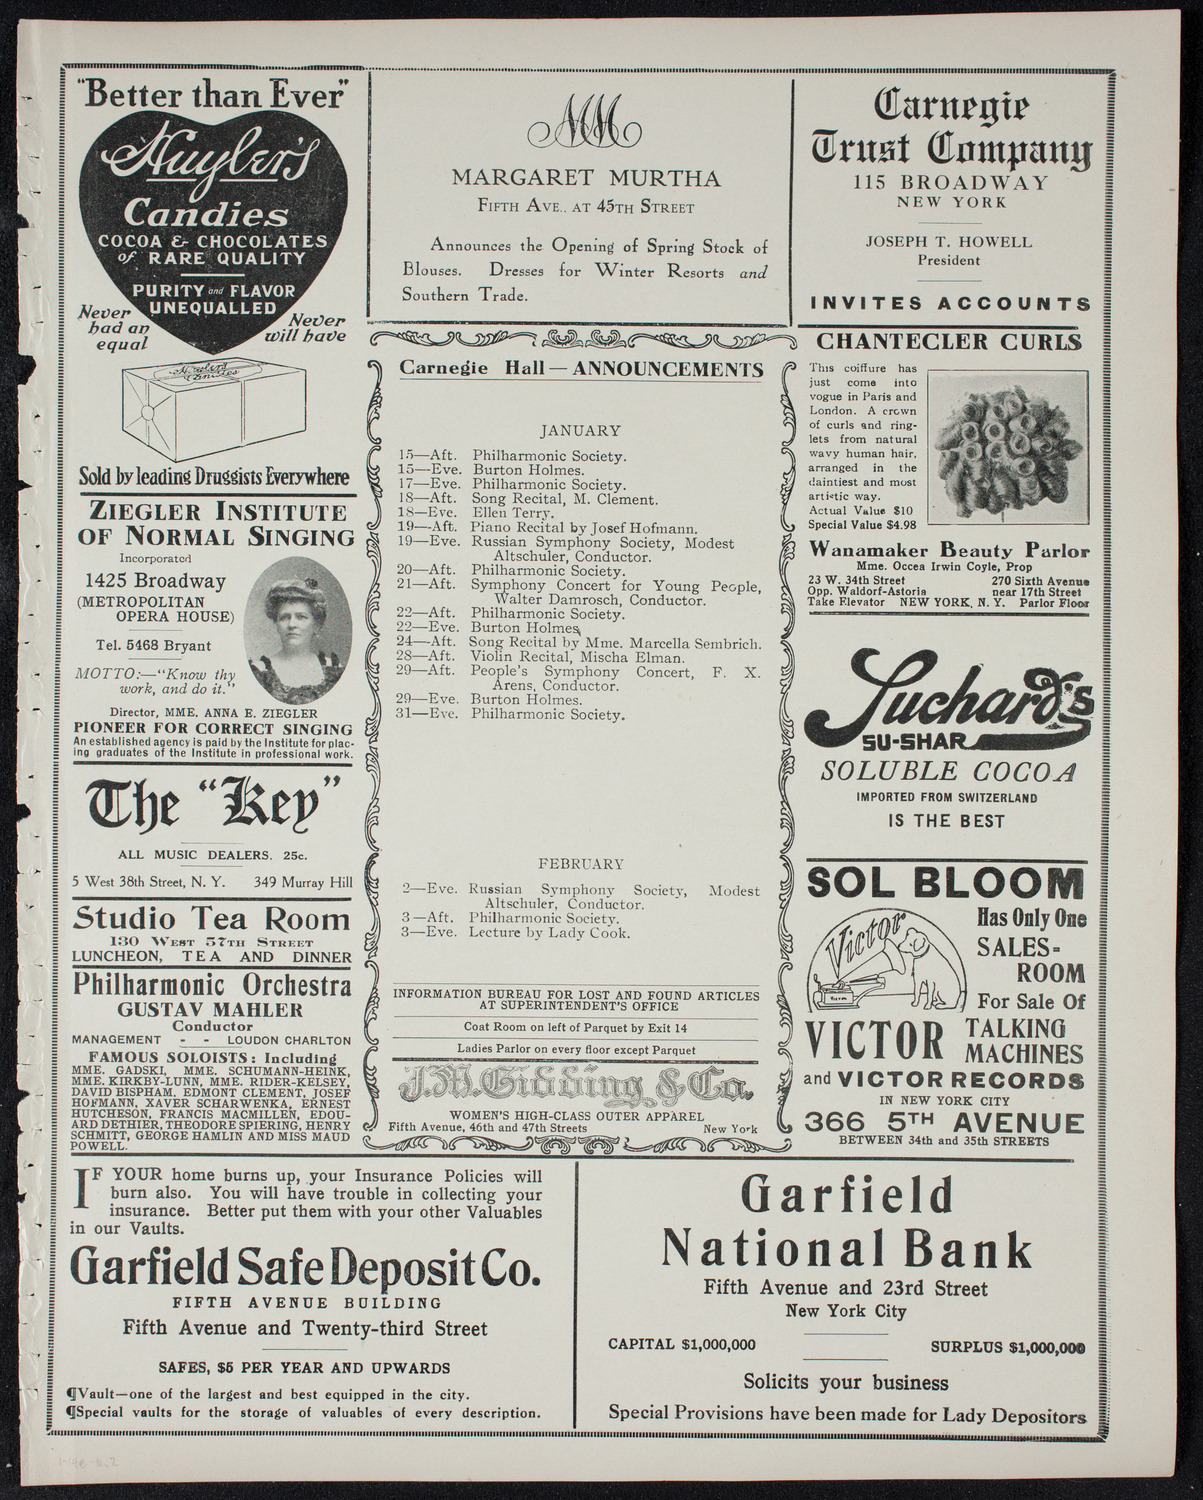 "Better than Ever"
Huyler's
Candies
COCOA & CHOCOLATES
of RARE QUALITY
PURITY and FLAVOR
UNEQUALLED
Never
had an
equal
Never
will have
Huyler's
Candies
Sold by leading Druggists Everywhere
ZIEGLER INSTITUTE
OF NORMAL SINGING
Incorporated
1425 Broadway
(METROPOLITAN
OPERA HOUSE)
Tel. 5468 Bryant
MOTTO:—"Know thy
work, and do it."
Director, MME. ANNA E. ZIEGLER
PIONEER FOR CORRECT SINGING
An established agency is paid by the Institute for plac-
ing graduates of the Institute in professional work.
The "Key"
ALL MUSIC DEALERS. 25c.
5 West 38th Street, N. Y. 349 Murray Hill
Studio Tea Room
130 WEST 57TH STREET
LUNCHEON, TEA AND DINNER
Philharmonic Orchestra
GUSTAV MAHLER
Conductor
MANAGEMENT - - LOUDON CHARLTON
FAMOUS SOLOISTS: Including
MME. GADSKI, MME. SCHUMANN-HEINK,
MME. KIRKBY-LUNN, MME. RIDER-KELSEY,
DAVID BISPHAM, EDMONT CLEMENT, JOSEF
HOFMANN, XAVER SCHARWENKA, ERNEST
HUTCHESON, FRANCIS MACMILLEN, EDOU-
ARD DETHIER, THEODORE SPIERING, HENRY
SCHMITT, GEORGE HAMLIN AND MISS MAUD
POWELL.
MM
MARGARET MURTHA
FIFTH AVE.. AT 45TH STREET
Announces the Opening of Spring Stock of
Blouses. Dresses for Winter Resorts and
Southern Trade.
Carnegie Hall—ANNOUNCEMENTS
JANUARY
15—Aft. Philharmonic Society.
15—Eve. Burton Holmes.
17—Eve. Philharmonic Society.
18—Aft. Song Recital, M. Clement.
18—Eve. Ellen Terry.
19—Aft. Piano Recital by Josef Hofmann.
19—Eve. Russian Symphony Society, Modest
Altschuler, Conductor.
20—Aft. Philharmonic Society.
21—Aft. Symphony Concert for Young People,
Walter Damrosch, Conductor.
22—Aft. Philharmonic Society.
22—Eve. Burton Holmes.
24—Aft. Song Recital by Mme. Marcella Sembrich.
28—Aft. Violin Recital, Mischa Elman.
29—Aft. People's Symphony Concert, F. X.
Arens, Conductor.
29—Eve. Burton Holmes.
31—Eve. Philharmonic Society.
FEBRUARY
2—Eve. Russian Symphony Society, Modest
Altschuler, Conductor.
3—Aft. Philharmonic Society.
3—Eve. Lecture by Lady Cook.
INFORMATION BUREAU FOR LOST AND FOUND ARTICLES
AT SUPERINTENDENT'S OFFICE
Coat Room on left of Parquet by Exit 14
Ladies Parlor on every floor except Parquet
J.M. Gidding & Co.
WOMEN'S HIGH-CLASS OUTER APPAREL
Fifth Avenue, 46th and 47th Streets New York
Carnegie
Trust Company
115 BROADWAY
NEW YORK
JOSEPH T. HOWELL
President
INVITES ACCOUNTS
CHANTECLER CURLS
This coiffure has
just come into
vogue in Paris and
London. A crown
of curls and ring-
lets from natural
wavy human hair,
arranged in the
daintiest and most
artistic way.
Actual Value $10
Special Value $4.98
Wanamaker Beauty Parlor
Mme. Occea Irwin Coyle, Prop
23 W. 34th Street 270 Sixth Avenue
Opp. Waldorf-Astoria near 17th Street
Take Elevator NEW YORK, N. Y. Parlor Floor
Suchard's
SU-SHAR
SOLUBLE COCOA
IMPORTED FROM SWITZERLAND
IS THE BEST
SOL BLOOM
Victor
Has Only One
SALES-
ROOM
For Sale Of
VICTOR TALKING
MACHINES
and VICTOR RECORDS
IN NEW YORK CITY
366 5TH AVENUE
BETWEEN 34th and 35th STREETS
IF YOUR home burns up, your Insurance Policies will
burn also. You will have trouble in collecting your
insurance. Better put them with your other Valuables
in our Vaults.
Garfield Safe Deposit Co.
FIFTH AVENUE BUILDING
Fifth Avenue and Twenty-third Street
SAFES, $5 PER YEAR AND UPWARDS
¶Vault—one of the largest and best equipped in the city.
¶Special vaults for the storage of valuables of every description.
Garfield
National Bank
Fifth Avenue and 23rd Street
New York City
CAPITAL $1,000,000 SURPLUS $1,000,000
Solicits your business
Special Provisions have been made for Lady Depositors